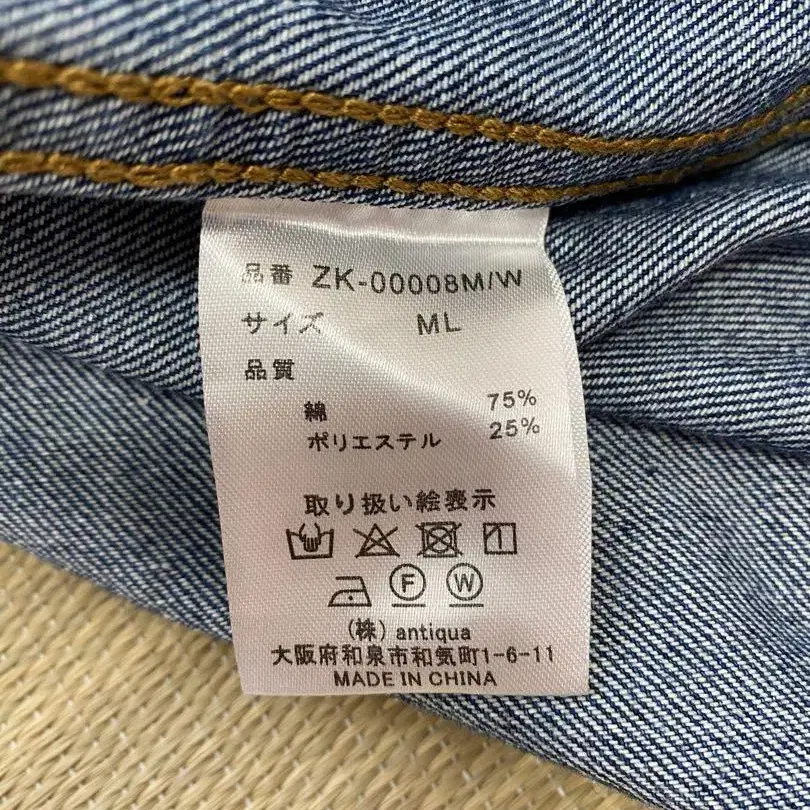 品番 ZK-00008M/W
サイズ ML
品質
綿 75%
ポリエステル 25%
取り扱い絵表示
F W
(株) antiqua
大阪府和泉市和気町1-6-11
MADE IN CHINA